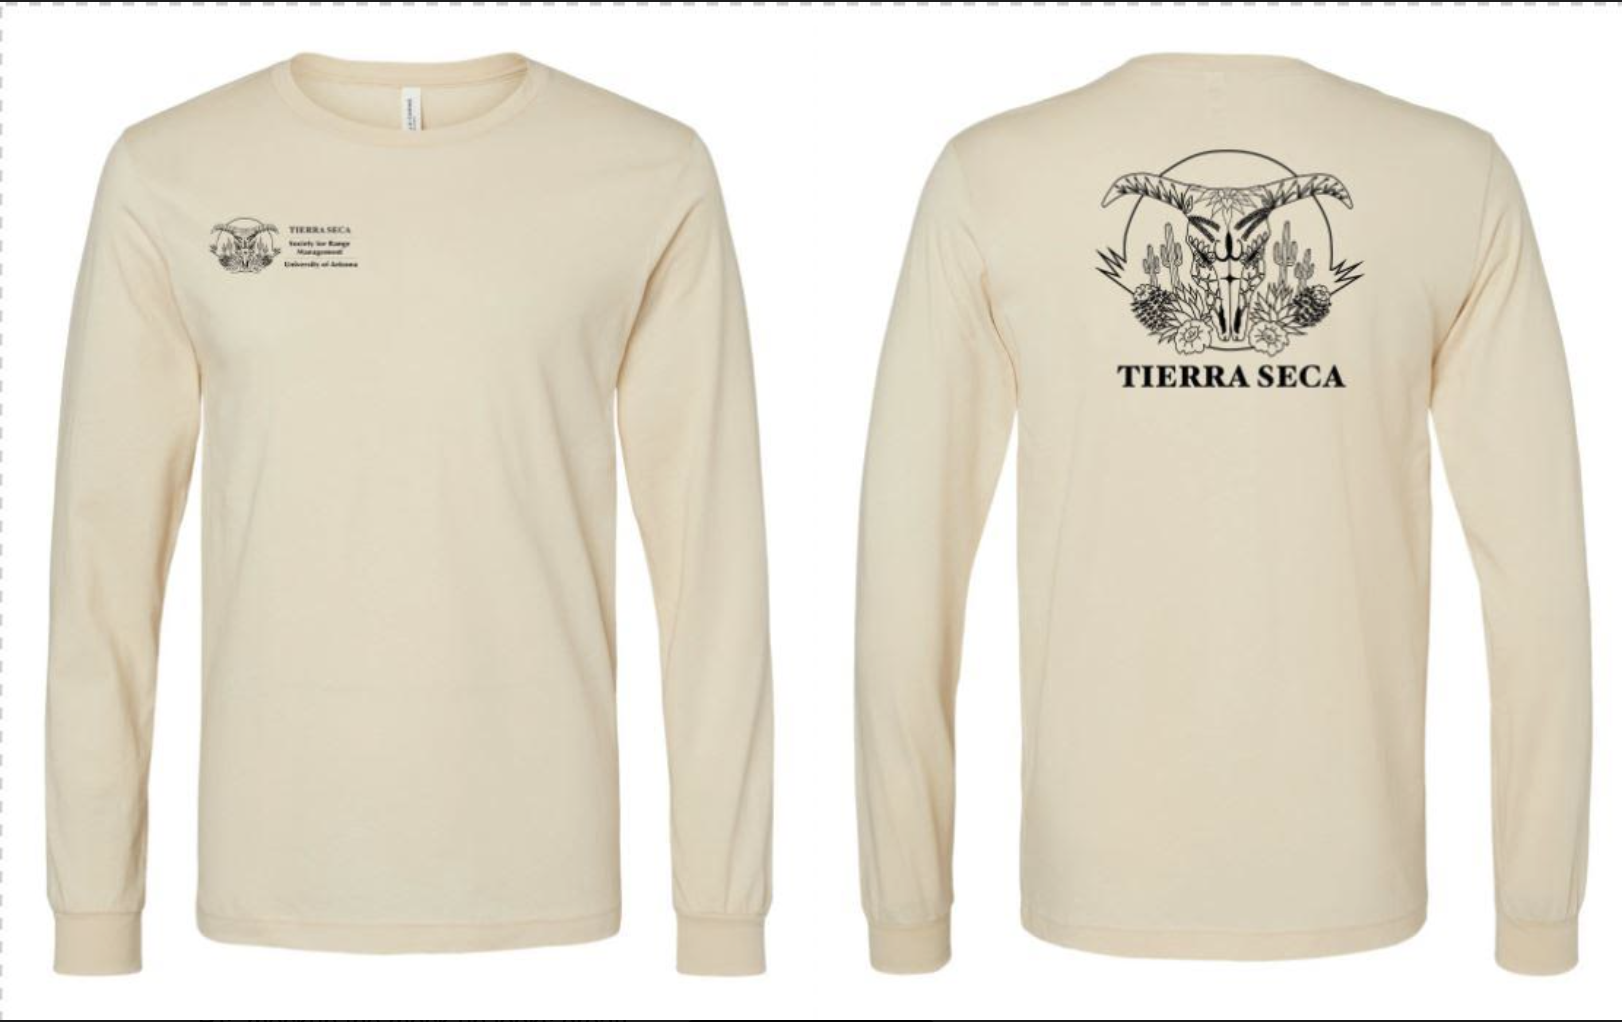 TIERRA SECA
Society for Range
Management
University of Arizona
TIERRA SECA